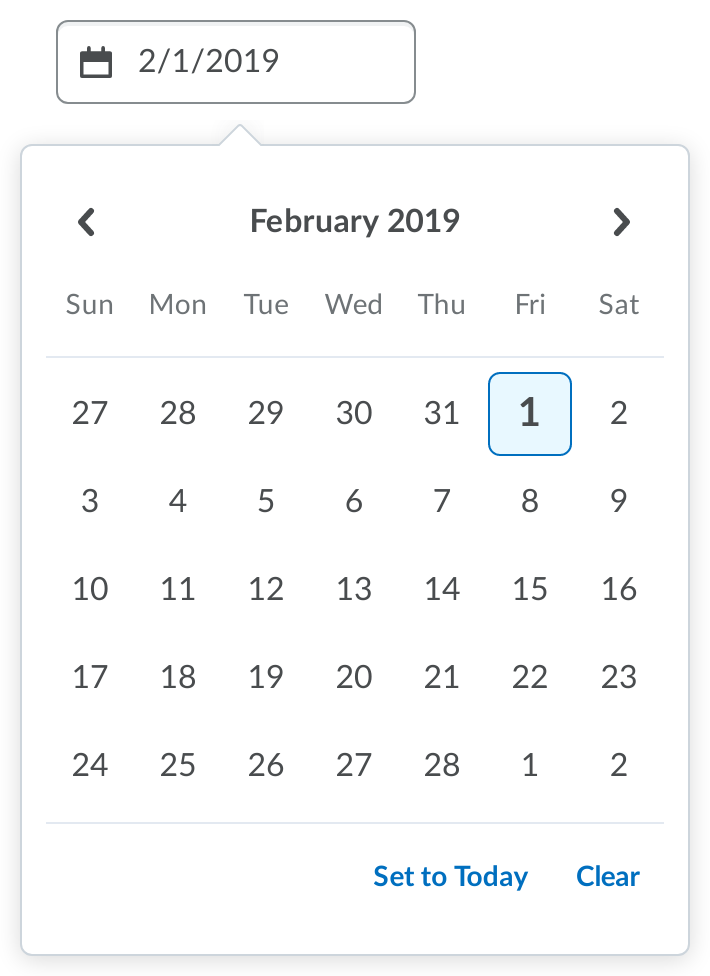 2/1/2019
February 2019
Sun Mon Tue Wed Thu Fri Sat
27 28 29 30 31 1 2
3 4 5 6 7 8 9
10 11 12 13 14 15 16
17 18 19 20 21 22 23
24 25 26 27 28 1 2
Set to Today Clear